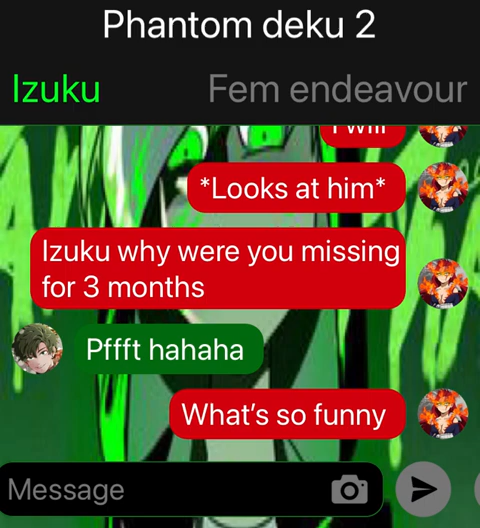 Phantom deku 2
Izuku
Fem endeavour
I will
*Looks at him*
Izuku why were you missing
for 3 months
Pffft hahaha
What's so funny
Message